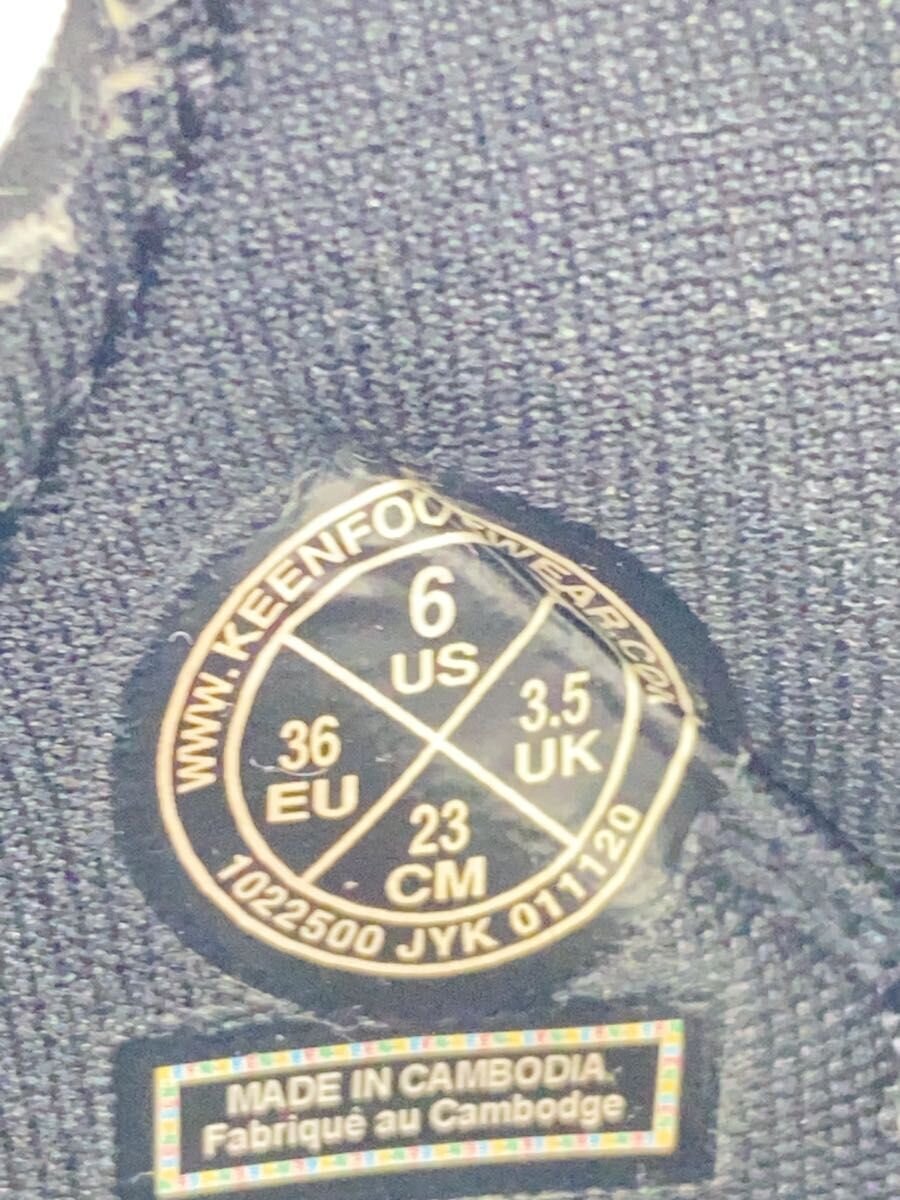 WWW.KEENFOOTWEAR.COM
6
US
36
EU
3.5
UK
23
CM
1022500 JYK 011120
MADE IN CAMBODIA.
Fabriqué au Cambodge